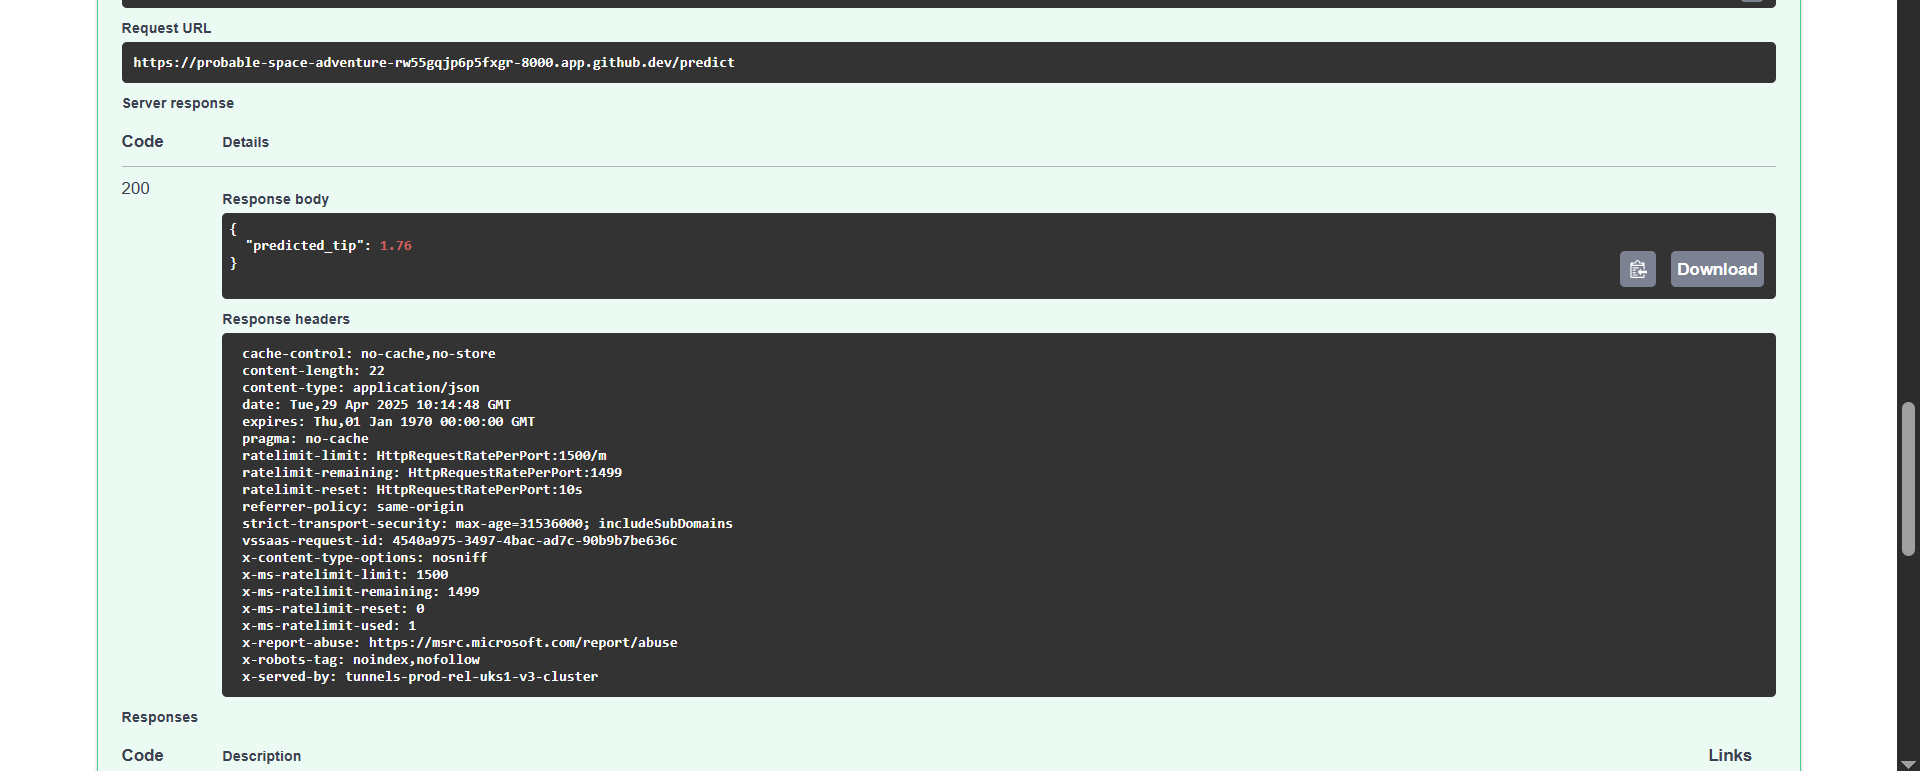 Request URL
https://probable-space-adventure-rw55gqjp6p5fxgr-8000.app.github.dev/predict
Server response
Code Details
200
Response body
{
"predicted_tip": 1.76
}
Download
Response headers
cache-control: no-cache,no-store
content-length: 22
content-type: application/json
date: Tue,29 Apr 2025 10:14:48 GMT
expires: Thu,01 Jan 1970 00:00:00 GMT
pragma: no-cache
ratelimit-limit: HttpRequestRatePerPort:1500/m
ratelimit-remaining: HttpRequestRatePerPort:1499
ratelimit-reset: HttpRequestRatePerPort:10s
referrer-policy: same-origin
strict-transport-security: max-age=31536000; includeSubDomains
vssaas-request-id: 4540a975-3497-4bac-ad7c-90b9b7be636c
x-content-type-options: nosniff
x-ms-ratelimit-limit: 1500
x-ms-ratelimit-remaining: 1499
x-ms-ratelimit-reset: 0
x-ms-ratelimit-used: 1
x-report-abuse: https://msrc.microsoft.com/report/abuse
x-robots-tag: noindex,nofollow
x-served-by: tunnels-prod-rel-uks1-v3-cluster
Responses
Code Description Links